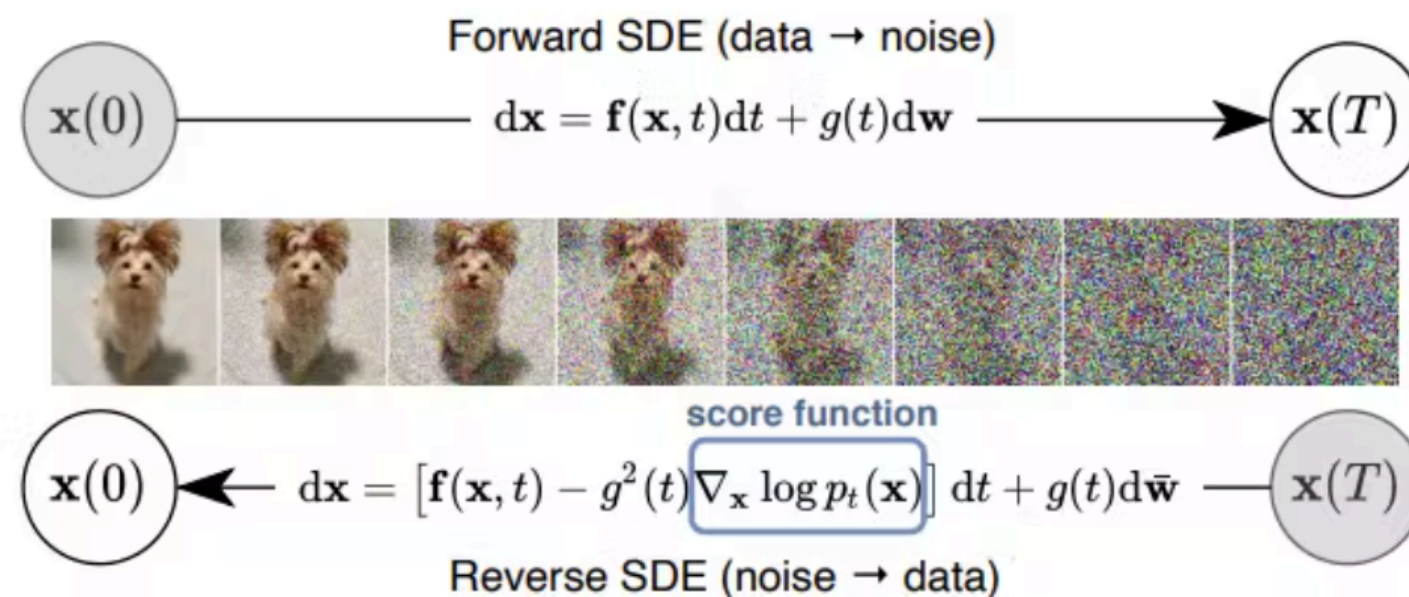 Forward SDE (data → noise)
x(0) dx = f(x, t)dt + g(t)dw x(T)
score function
x(0) dx = [f(x, t) − g²(t)∇ₓ log pₜ(x)] dt + g(t)dw̄ x(T)
Reverse SDE (noise → data)